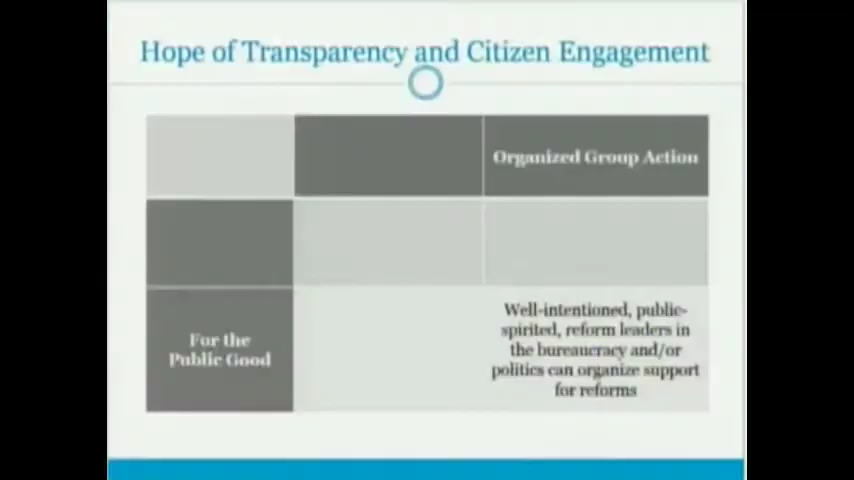 Hope of Transparency and Citizen Engagement
Organized Group Action
For the
Public Good
Well-intentioned, public-
spirited, reform leaders in
the bureaucracy and/or
politics can organize support
for reforms